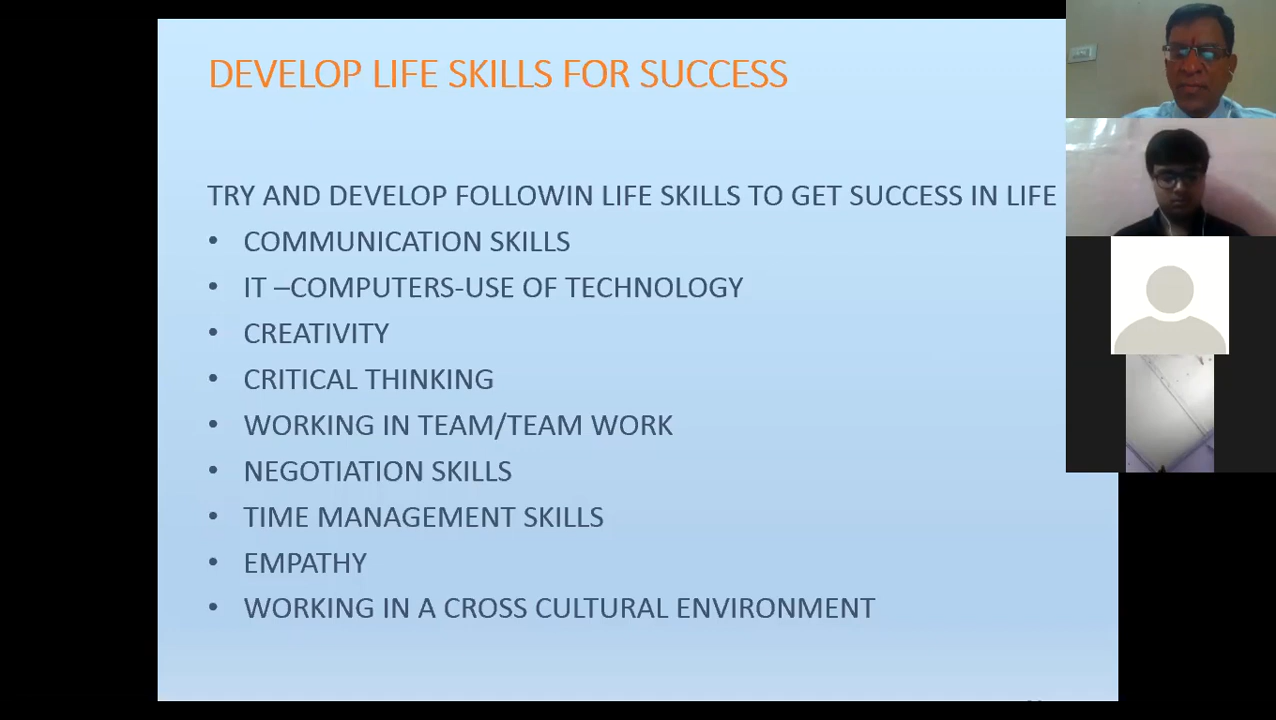 DEVELOP LIFE SKILLS FOR SUCCESS
TRY AND DEVELOP FOLLOWIN LIFE SKILLS TO GET SUCCESS IN LIFE
• COMMUNICATION SKILLS
• IT –COMPUTERS-USE OF TECHNOLOGY
• CREATIVITY
• CRITICAL THINKING
• WORKING IN TEAM/TEAM WORK
• NEGOTIATION SKILLS
• TIME MANAGEMENT SKILLS
• EMPATHY
• WORKING IN A CROSS CULTURAL ENVIRONMENT